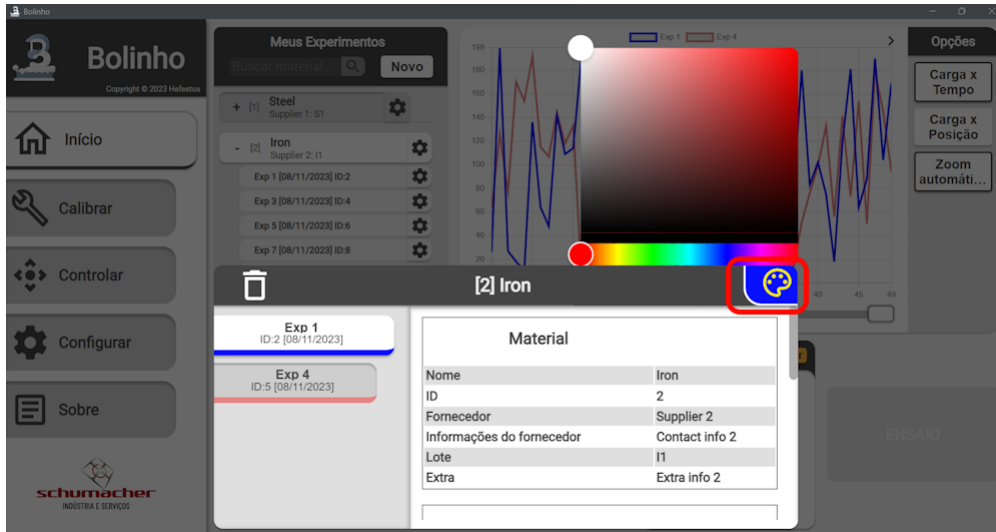 Bolinho
Bolinho
Copyright © 2023 Hefestus
Início
Calibrar
Controlar
Configurar
Sobre
schumacher
INDÚSTRIA E SERVIÇOS
Meus Experimentos
Buscar material...
Novo
+ [1] Steel
Supplier 1: S1
- [2] Iron
Supplier 2: I1
Exp 1 [08/11/2023] ID:2
Exp 3 [08/11/2023] ID:4
Exp 5 [08/11/2023] ID:6
Exp 7 [08/11/2023] ID:8
Exp 1
Exp 4
199
180
160
140
120
100
80
60
40
20
40
45
49
Opções
Carga x
Tempo
Carga x
Posição
Zoom
automáti...
ENSAIO
[2] Iron
Exp 1
ID:2 [08/11/2023]
Exp 4
ID:5 [08/11/2023]
Material
Nome Iron
ID 2
Fornecedor Supplier 2
Informações do fornecedor Contact info 2
Lote I1
Extra Extra info 2